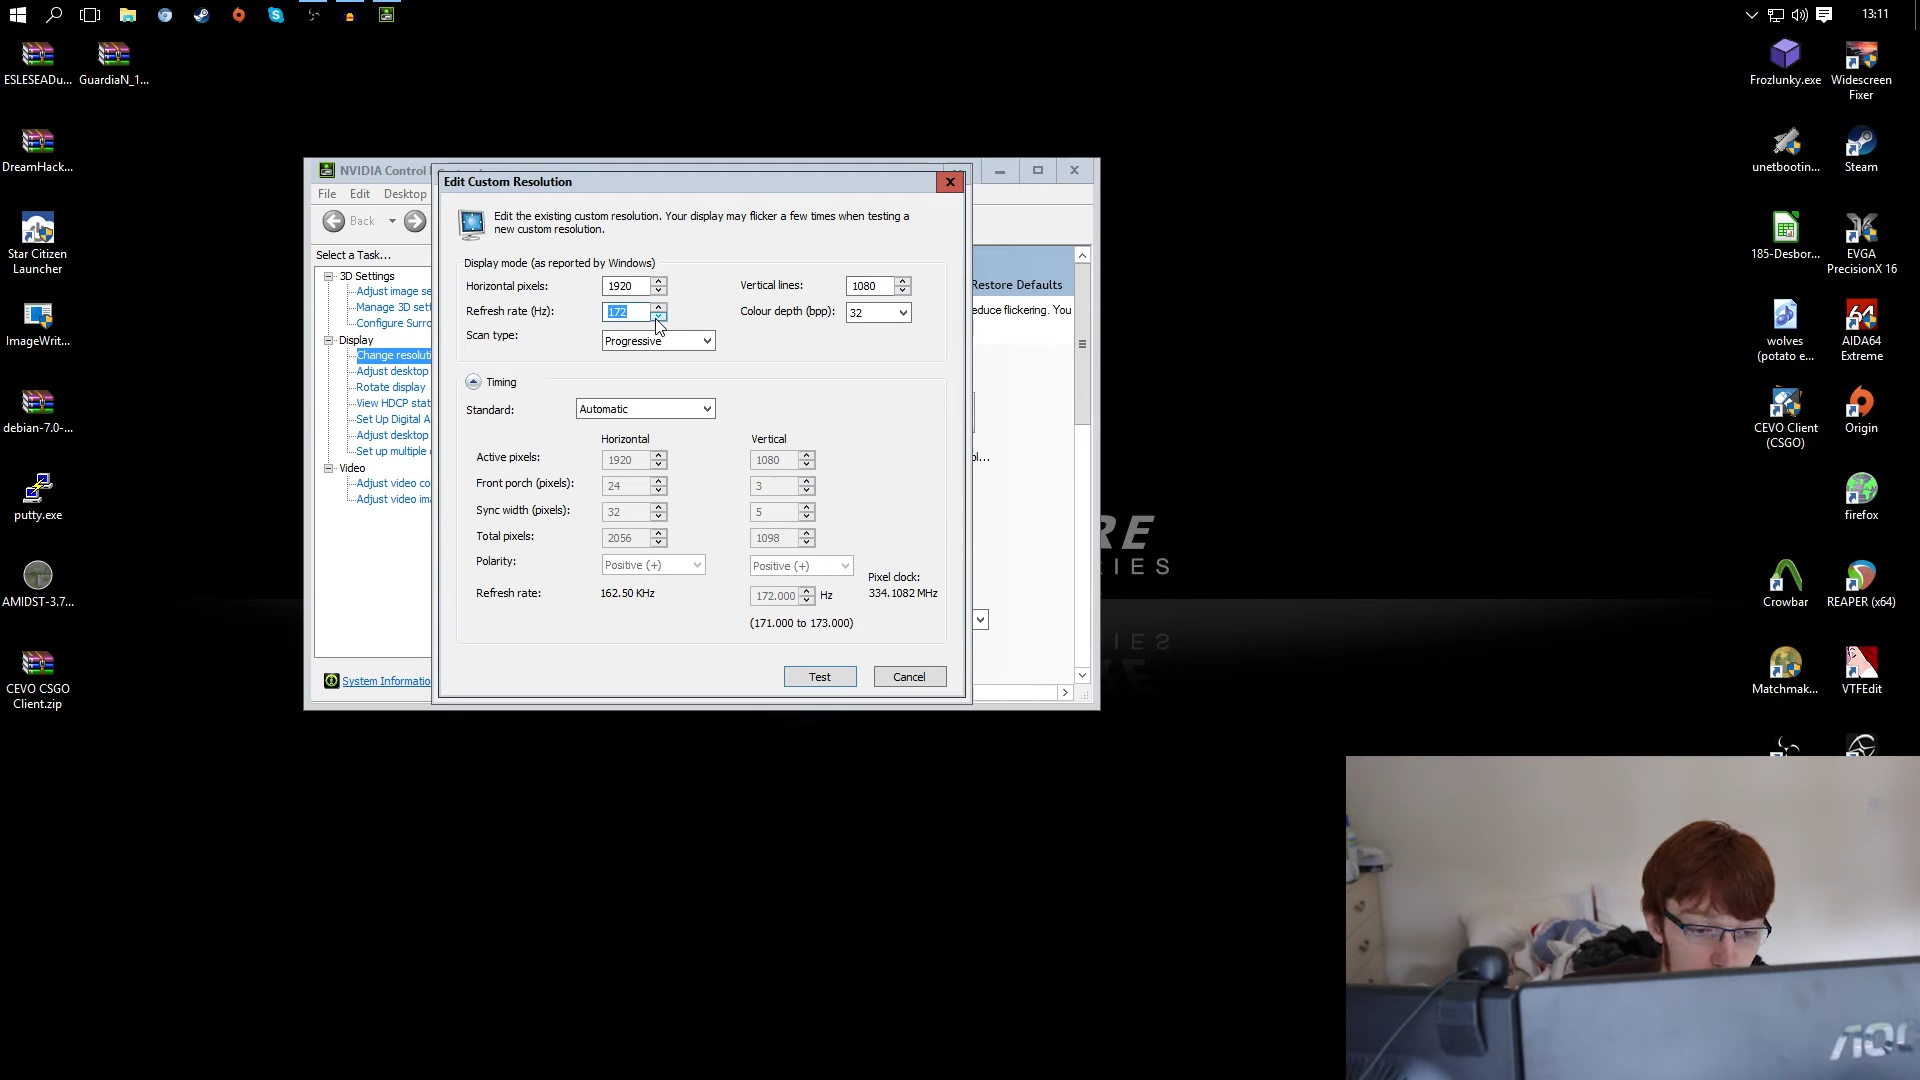 13:11
ESLESEADu...
GuardiaN_1...
DreamHack...
Star Citizen
Launcher
ImageWrit...
debian-7.0-...
putty.exe
AMIDST-3.7...
CEVO CSGO
Client.zip
NVIDIA Control
File
Edit
Desktop
Back
Select a Task...
3D Settings
Adjust image se
Manage 3D sett
Configure Surro
Display
Change resoluti
Adjust desktop
Rotate display
View HDCP stat
Set Up Digital A
Adjust desktop
Set up multiple
Video
Adjust video co
Adjust video ima
System Informatio
Edit Custom Resolution
Edit the existing custom resolution. Your display may flicker a few times when testing a
new custom resolution.
Display mode (as reported by Windows)
Horizontal pixels:
1920
Vertical lines:
1080
Refresh rate (Hz):
172
Colour depth (bpp):
32
Scan type:
Progressive
Timing
Standard:
Automatic
Horizontal
Vertical
Active pixels:
1920
1080
Front porch (pixels):
24
3
Sync width (pixels):
32
5
Total pixels:
2056
1098
Polarity:
Positive (+)
Positive (+)
Pixel clock:
Refresh rate:
162.50 KHz
172.000
Hz
334.1082 MHz
(171.000 to 173.000)
Test
Cancel
Restore Defaults
educe flickering. You
ol...
RE
IES
Frozlunky.exe
Widescreen
Fixer
unetbootin...
Steam
185-Desbor...
EVGA
PrecisionX 16
wolves
(potato e...
64
AIDA64
Extreme
CEVO Client
(CSGO)
Origin
firefox
Crowbar
REAPER (x64)
Matchmak...
VTFEdit
AOC